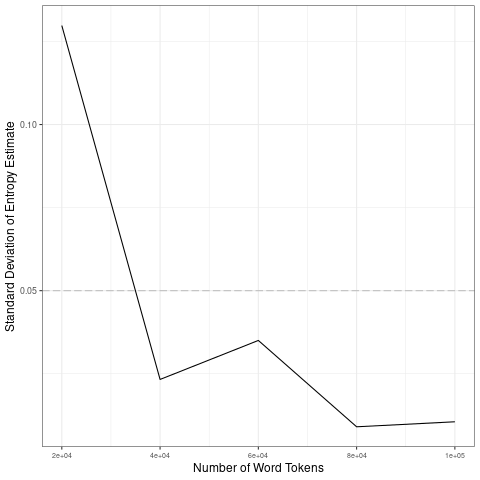 Standard Deviation of Entropy Estimate
0.10
0.05
2e+04 4e+04 6e+04 8e+04 1e+05
Number of Word Tokens